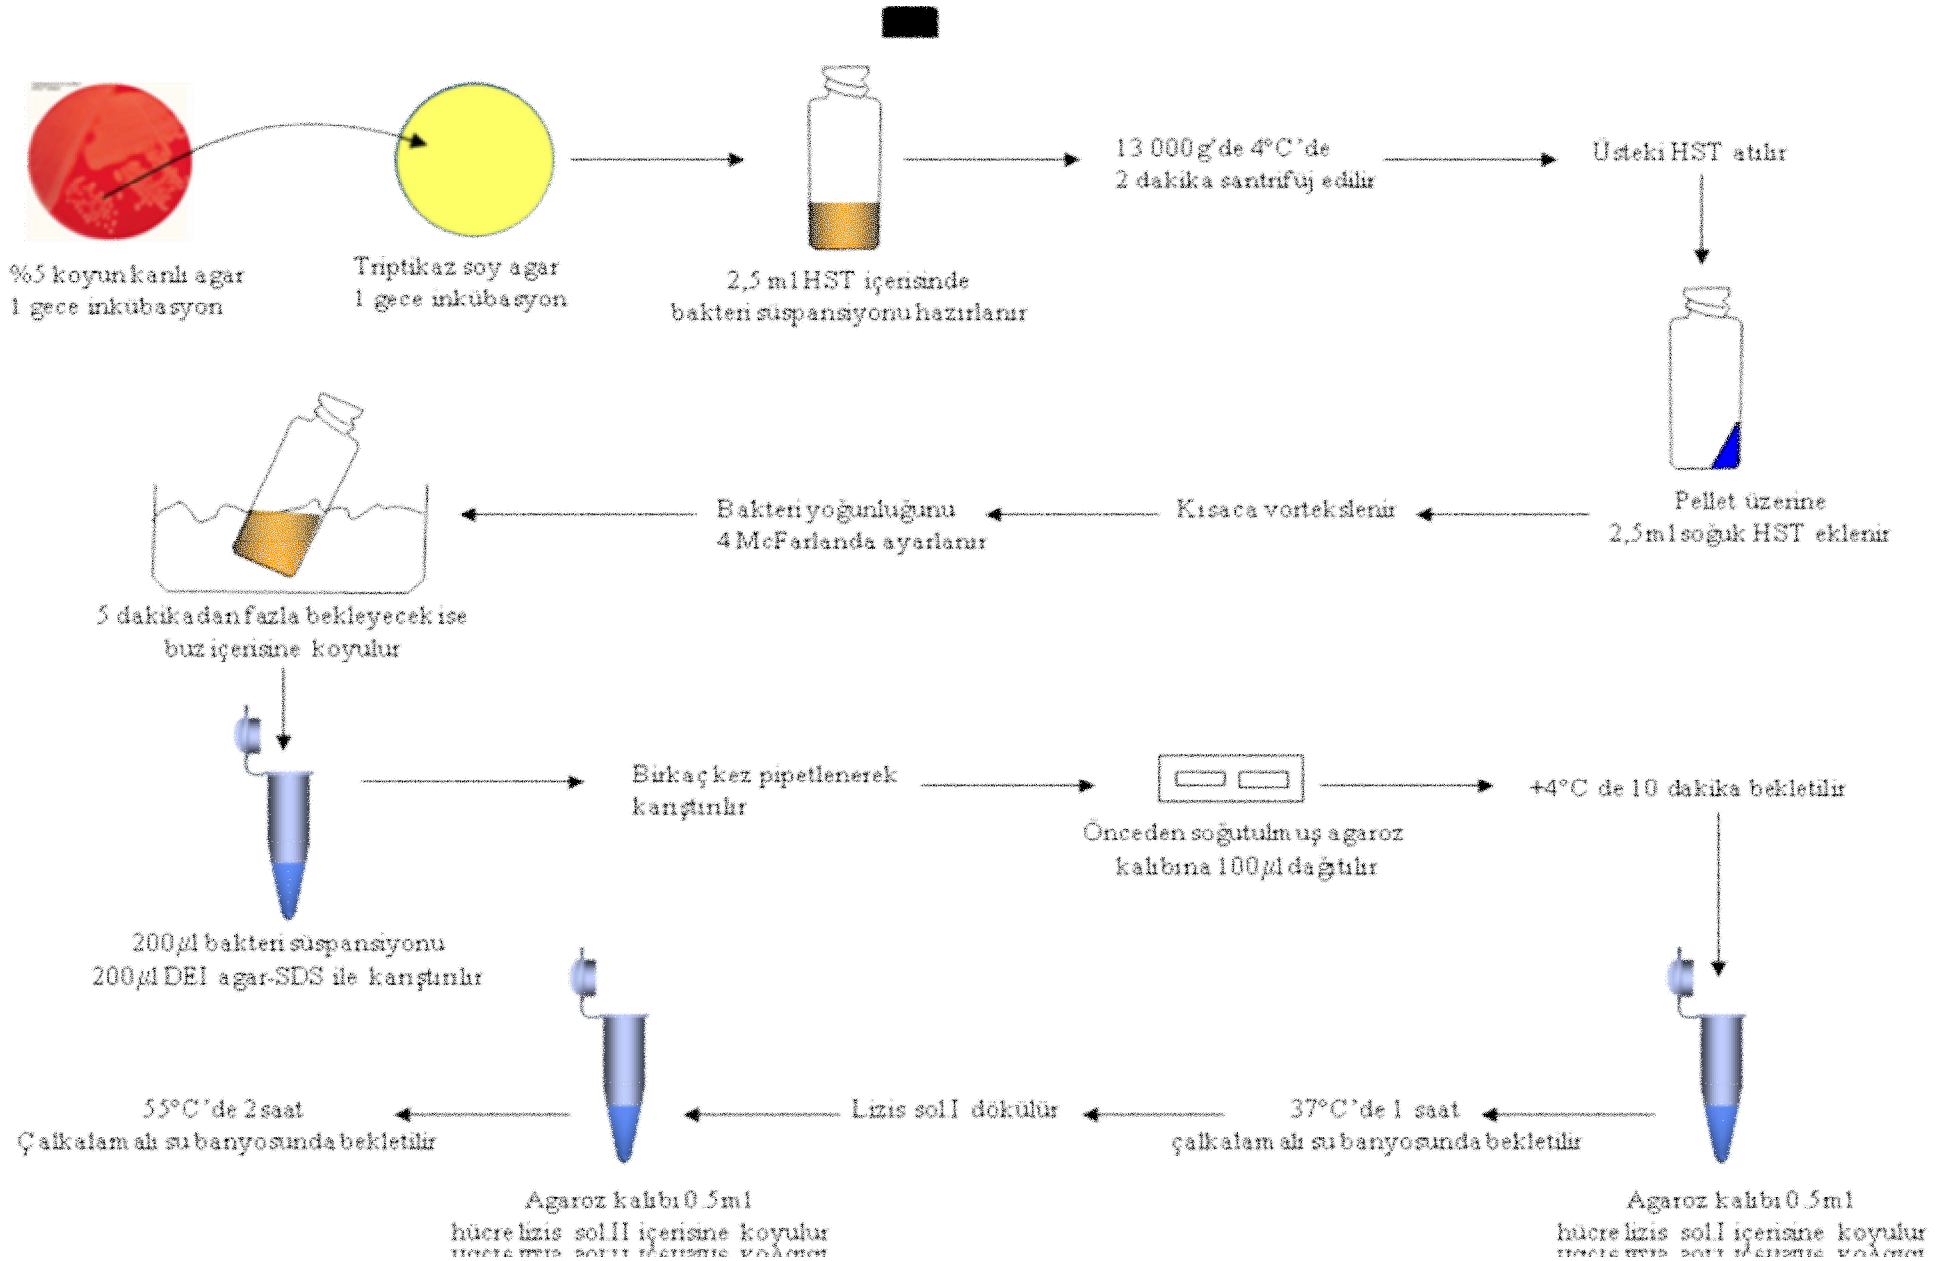 %5 koyun kanlı agar
1 gece inkübasyon
Triptikaz soy agar
1 gece inkübasyon
2,5 ml HST içerisinde
bakteri süspansiyonu hazırlanır
13 000 g'de 4°C'de
2 dakika santrifüj edilir
Üsteki HST atılır
Pellet üzerine
2,5 ml soğuk HST eklenir
Kısaca vortekslenir
Bakteri yoğunluğunu
4 McFarlanda ayarlanır
5 dakikadan fazla bekleyecek ise
buz içerisine koyulur
200 µl bakteri süspansiyonu
200 µl DEI agar-SDS ile karıştırılır
Birkaç kez pipetlenerek
karıştırılır
Önceden soğutulmuş agaroz
kalıbına 100 µl dağıtılır
+4°C de 10 dakika bekletilir
Agaroz kalıbı 0.5ml
hücre lizis sol.I içerisine koyulur
37°C'de 1 saat
çalkalamalı su banyosunda bekletilir
Lizis sol.I dökülür
Agaroz kalıbı 0.5ml
hücre lizis sol.II içerisine koyulur
55°C'de 2 saat
Çalkalamalı su banyosunda bekletilir